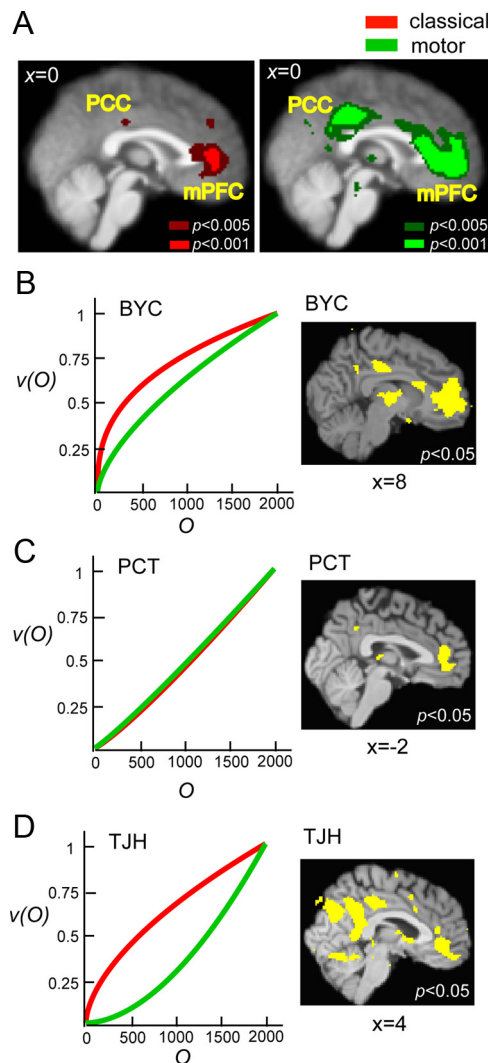 A
classical
motor
x=0
PCC
mPFC
p<0.005
p<0.001
x=0
PCC
mPFC
p<0.005
p<0.001
B
BYC
1
0.75
v(O)
0.5
0.25
0 500 1000 1500 2000
O
BYC
p<0.05
x=8
C
PCT
1
0.75
v(O)
0.5
0.25
0 500 1000 1500 2000
O
PCT
p<0.05
x=-2
D
TJH
1
0.75
v(O)
0.5
0.25
0 500 1000 1500 2000
O
TJH
p<0.05
x=4